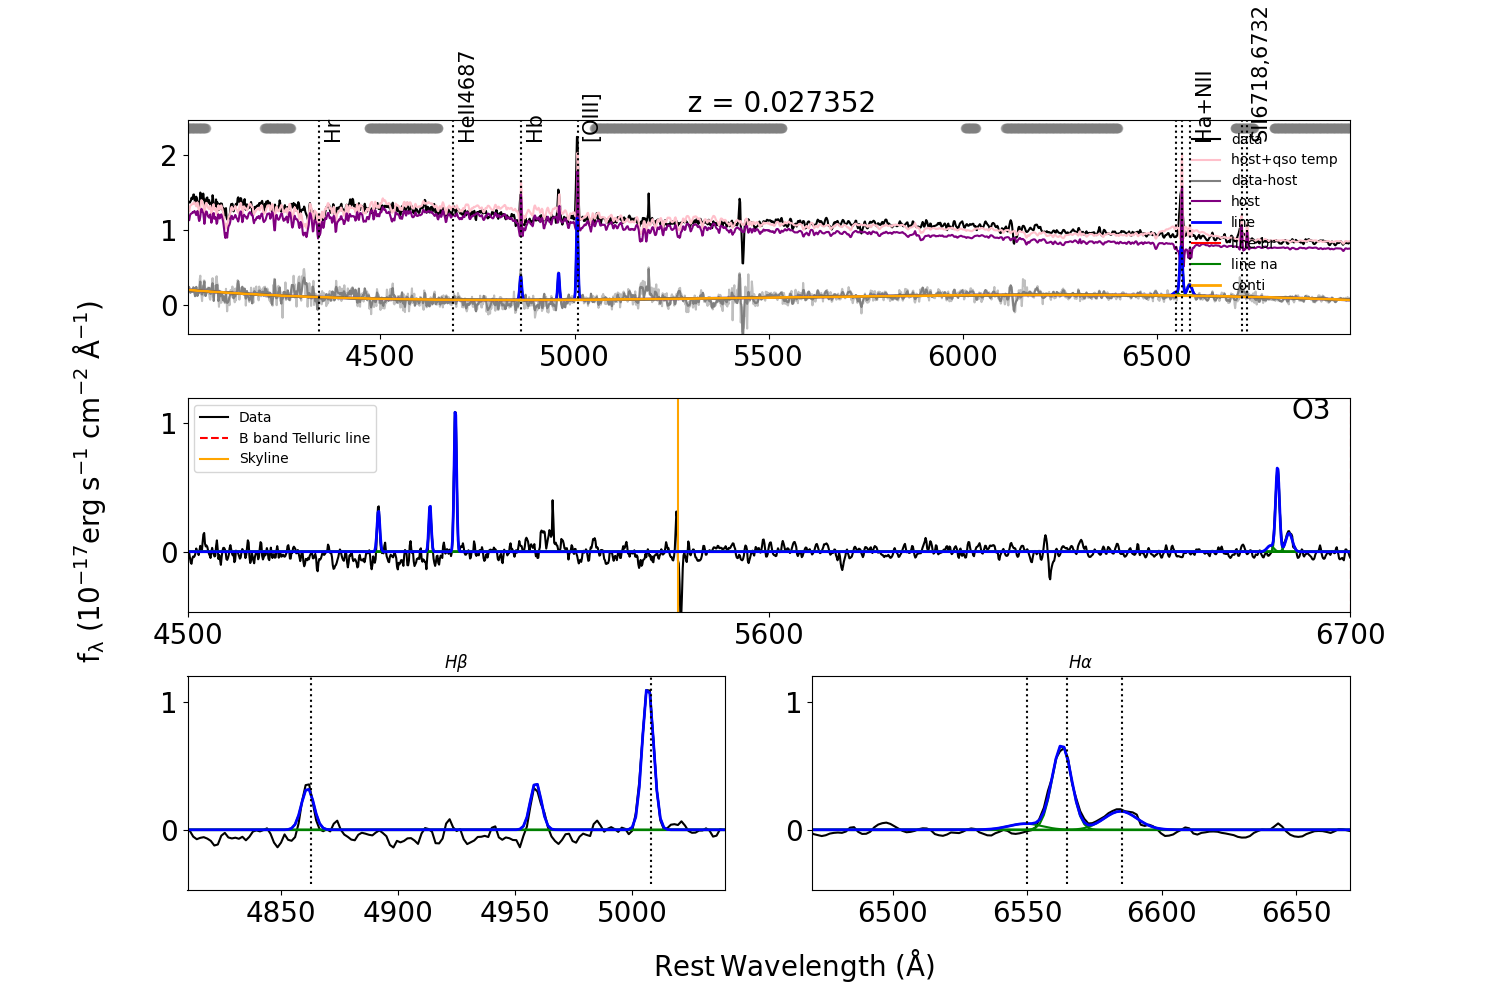 z = 0.027352
Hr
HeII4687
Hb
[OIII]
Ha+NII
SII6718,6732
data
host+qso temp
data-host
host
line
line br
line na
conti
2
1
0
4500
5000
5500
6000
6500
O3
Data
B band Telluric line
Skyline
1
0
4500
5600
6700
fλ (10⁻¹⁷erg s⁻¹ cm⁻² Å⁻¹)
Hβ
1
0
4850
4900
4950
5000
Hα
1
0
6500
6550
6600
6650
Rest Wavelength (Å)